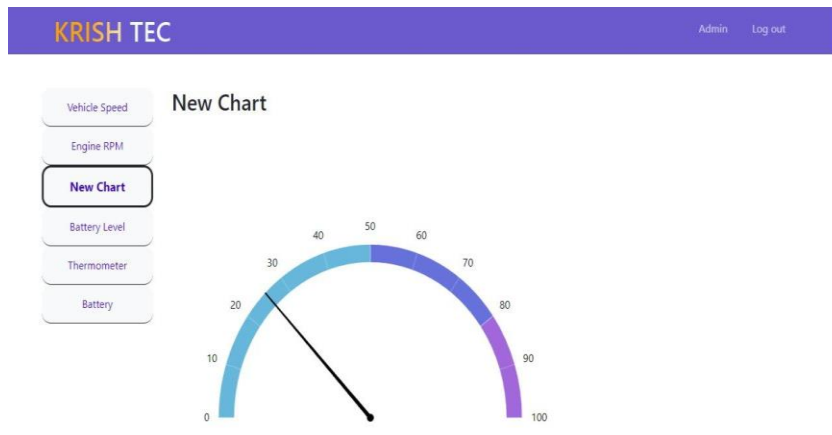 KRISH TEC
Admin Log out
New Chart
Vehicle Speed
Engine RPM
New Chart
Battery Level
Thermometer
Battery
0
10
20
30
40
50
60
70
80
90
100